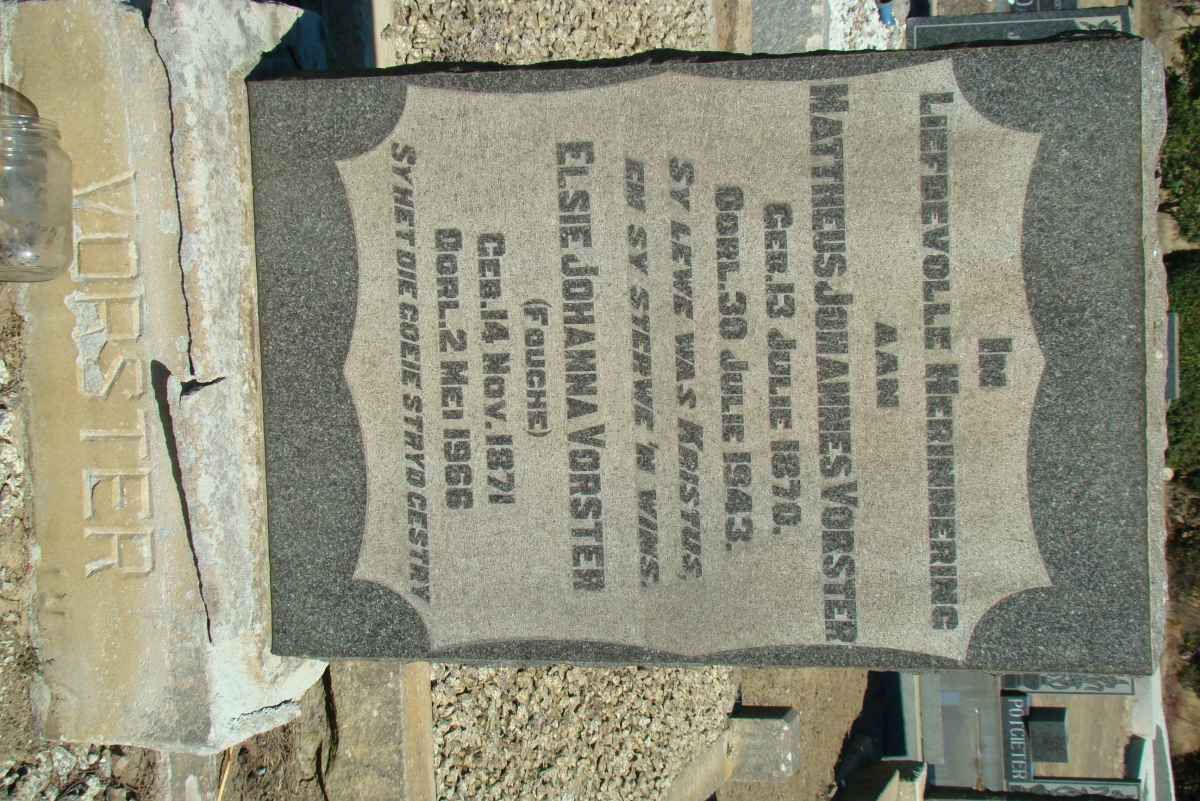 IN
LIEFDEVOLLE HERINNERING
AAN
MATTHEUS JOHANNES VORSTER
GEB. 13 JULIE 1870.
OORL. 30 JULIE 1943.
SY LEWE WAS KRISTUS,
EN SY STERWE 'N WINS.
ELSIE JOHANNA VORSTER
(FOUCHE)
GEB. 14 NOV. 1871
OORL. 2 MEI 1966
SY HET DIE GOEIE STRYD GESTRY
VORSTER
POTGIETER